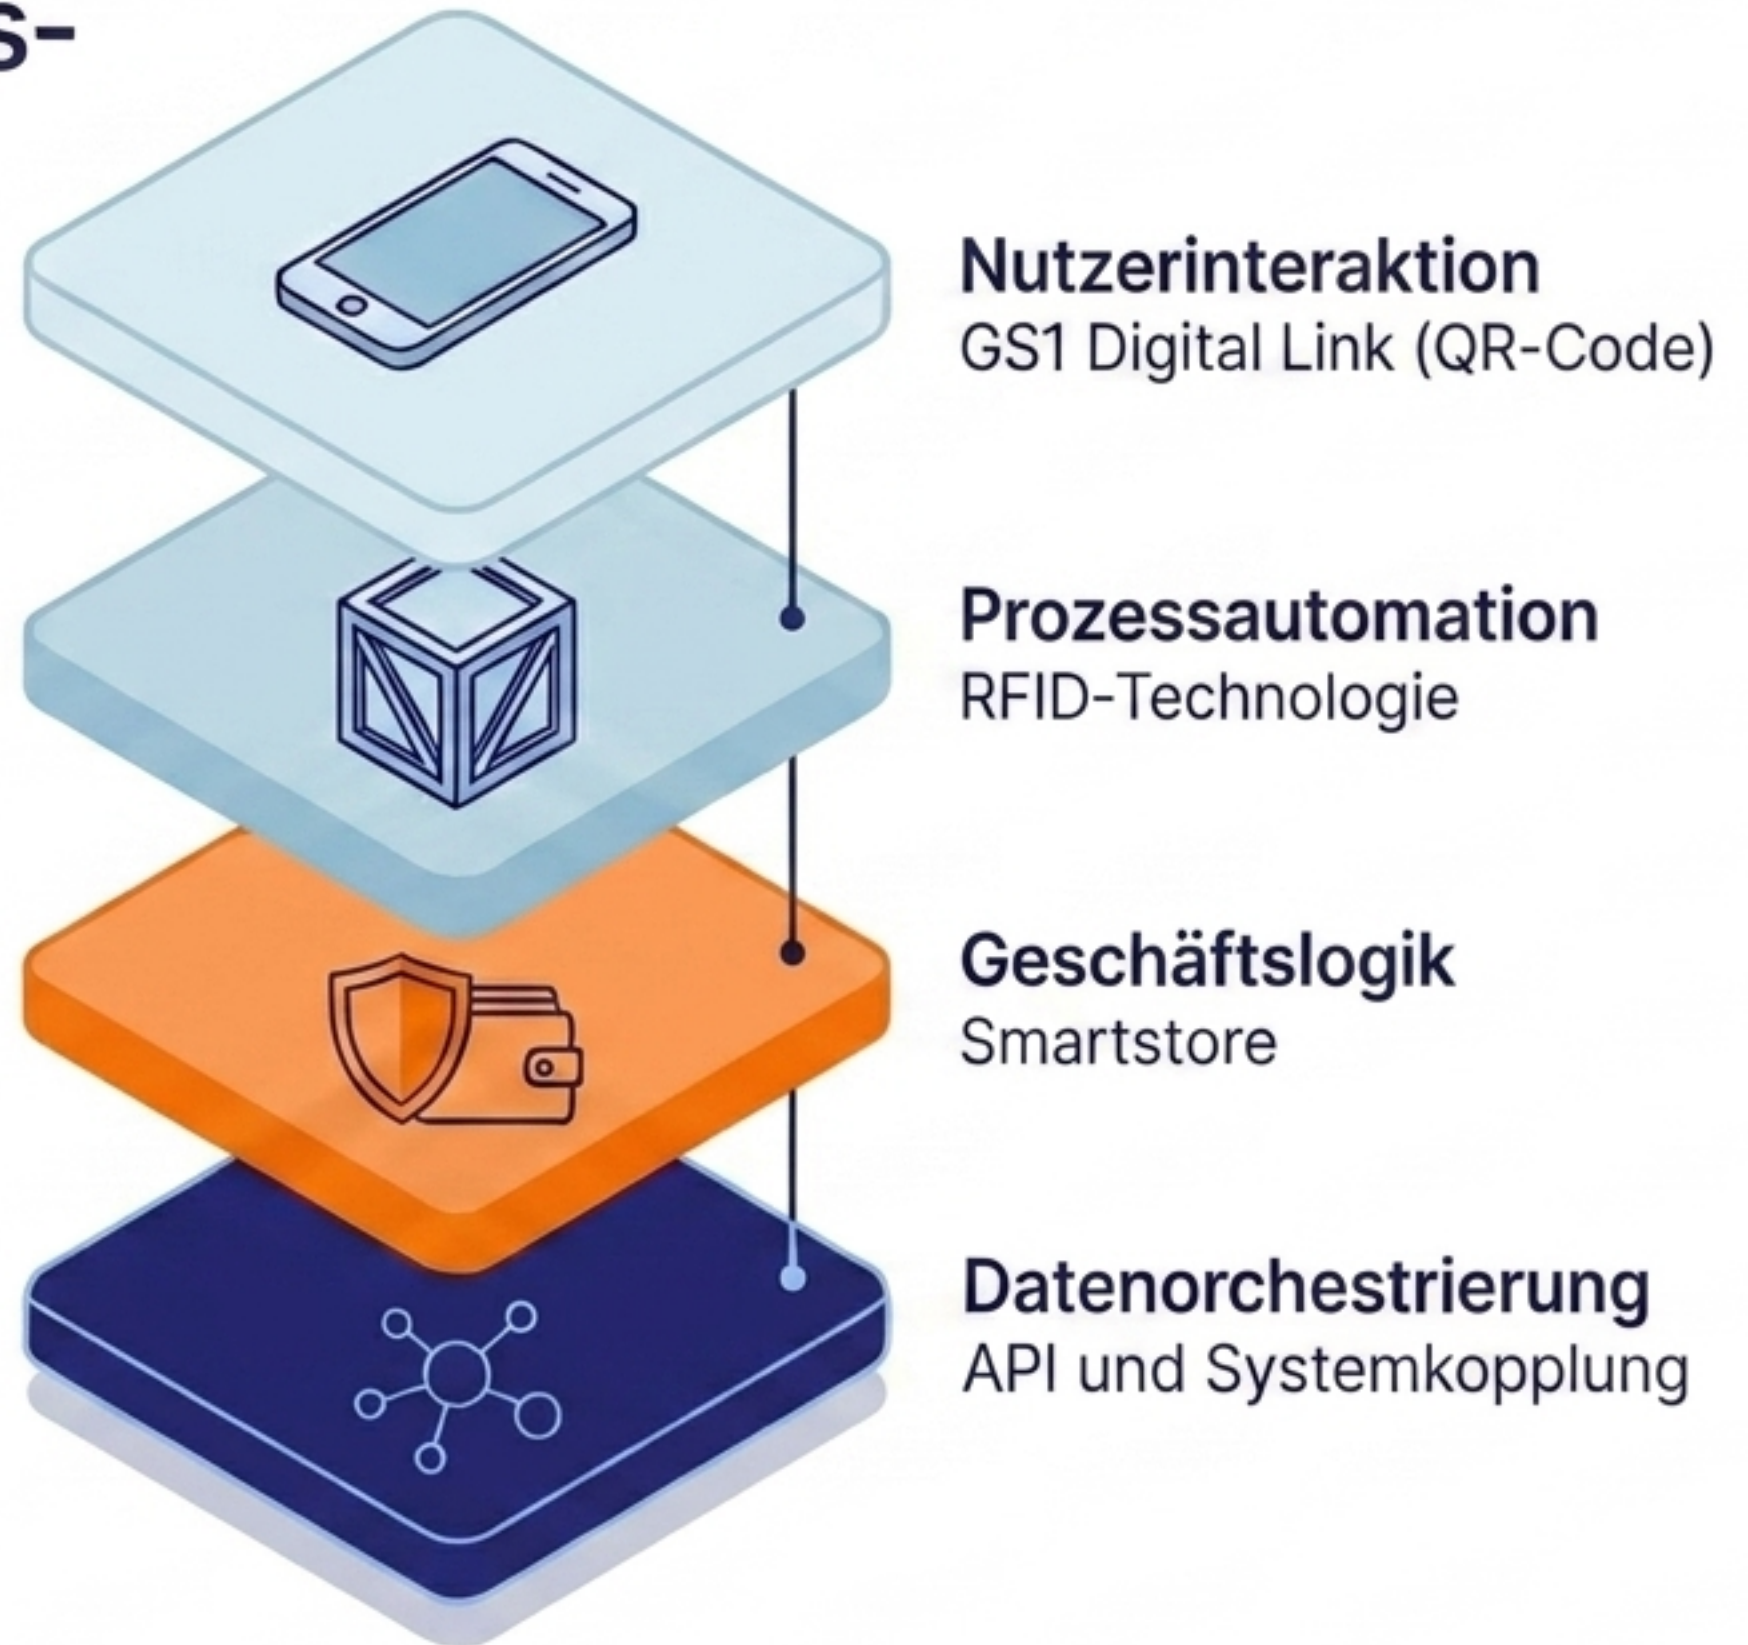 s-
Nutzerinteraktion
GS1 Digital Link (QR-Code)
Prozessautomation
RFID-Technologie
Geschäftslogik
Smartstore
Datenorchestrierung
API und Systemkopplung